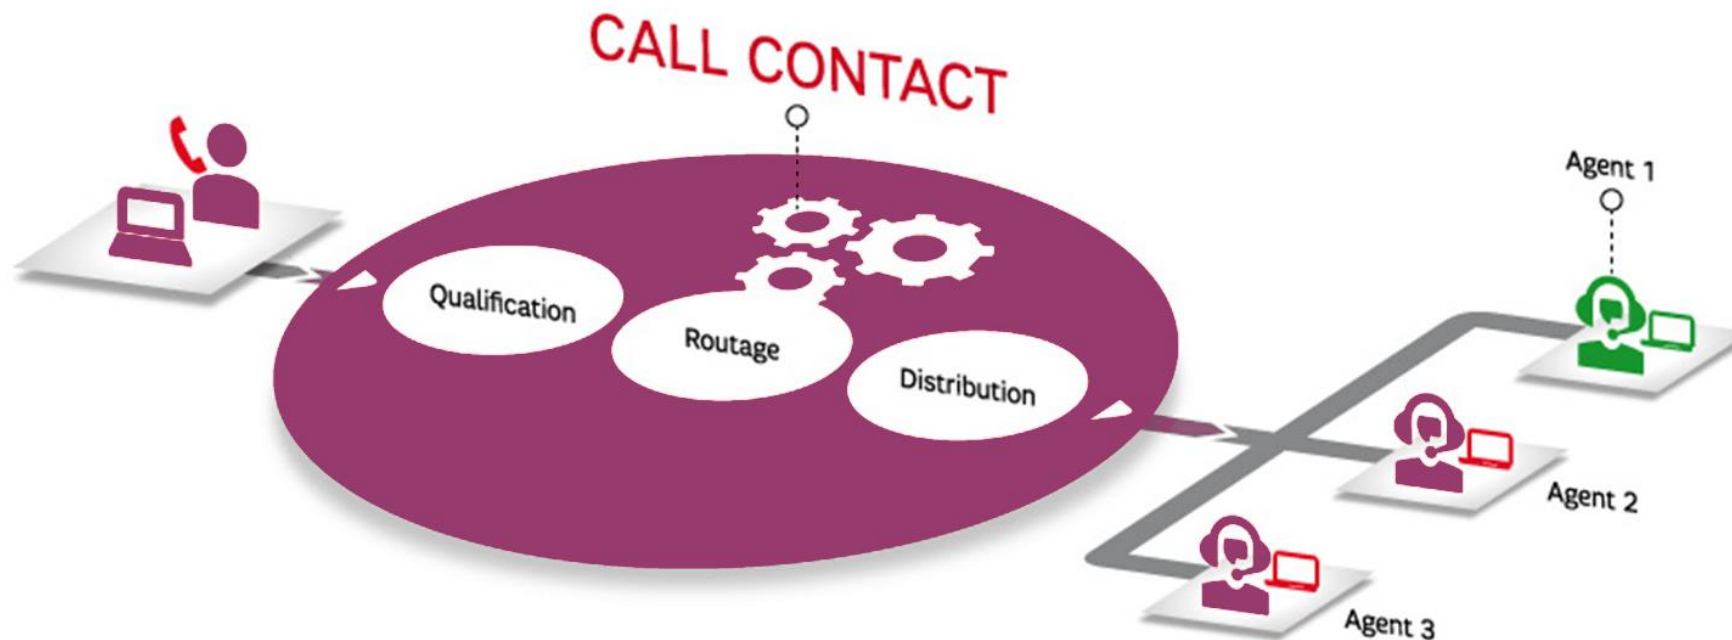 CALL CONTACT
Agent 1
Qualification
Routage
Distribution
Agent 2
Agent 3